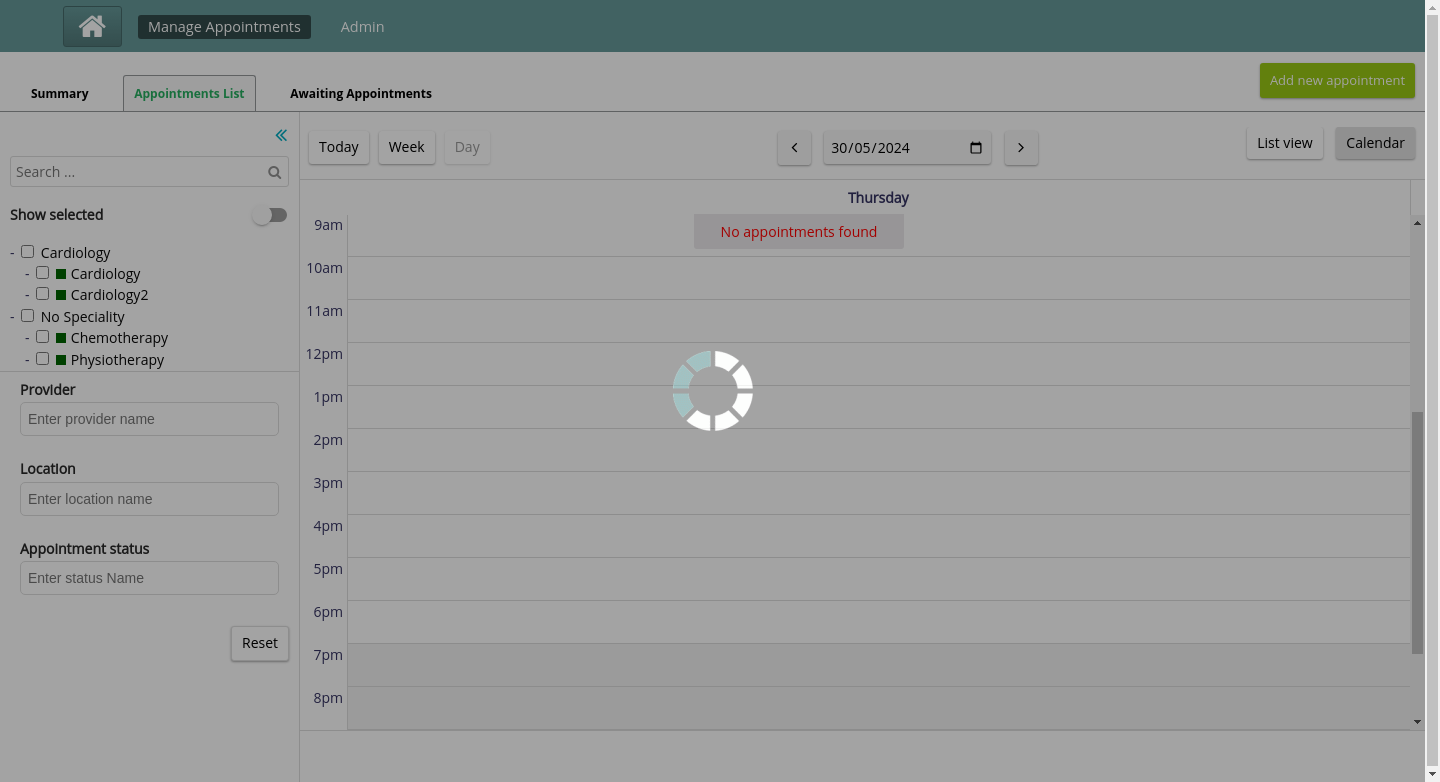 Manage Appointments
Admin
Summary
Appointments List
Awaiting Appointments
Add new appointment
Search ...
Show selected
- Cardiology
- Cardiology
- Cardiology2
- No Speciality
- Chemotherapy
- Physiotherapy
Provider
Enter provider name
Location
Enter location name
Appointment status
Enter status Name
Reset
Today
Week
Day
30/05/2024
List view
Calendar
Thursday
No appointments found
9am
10am
11am
12pm
1pm
2pm
3pm
4pm
5pm
6pm
7pm
8pm